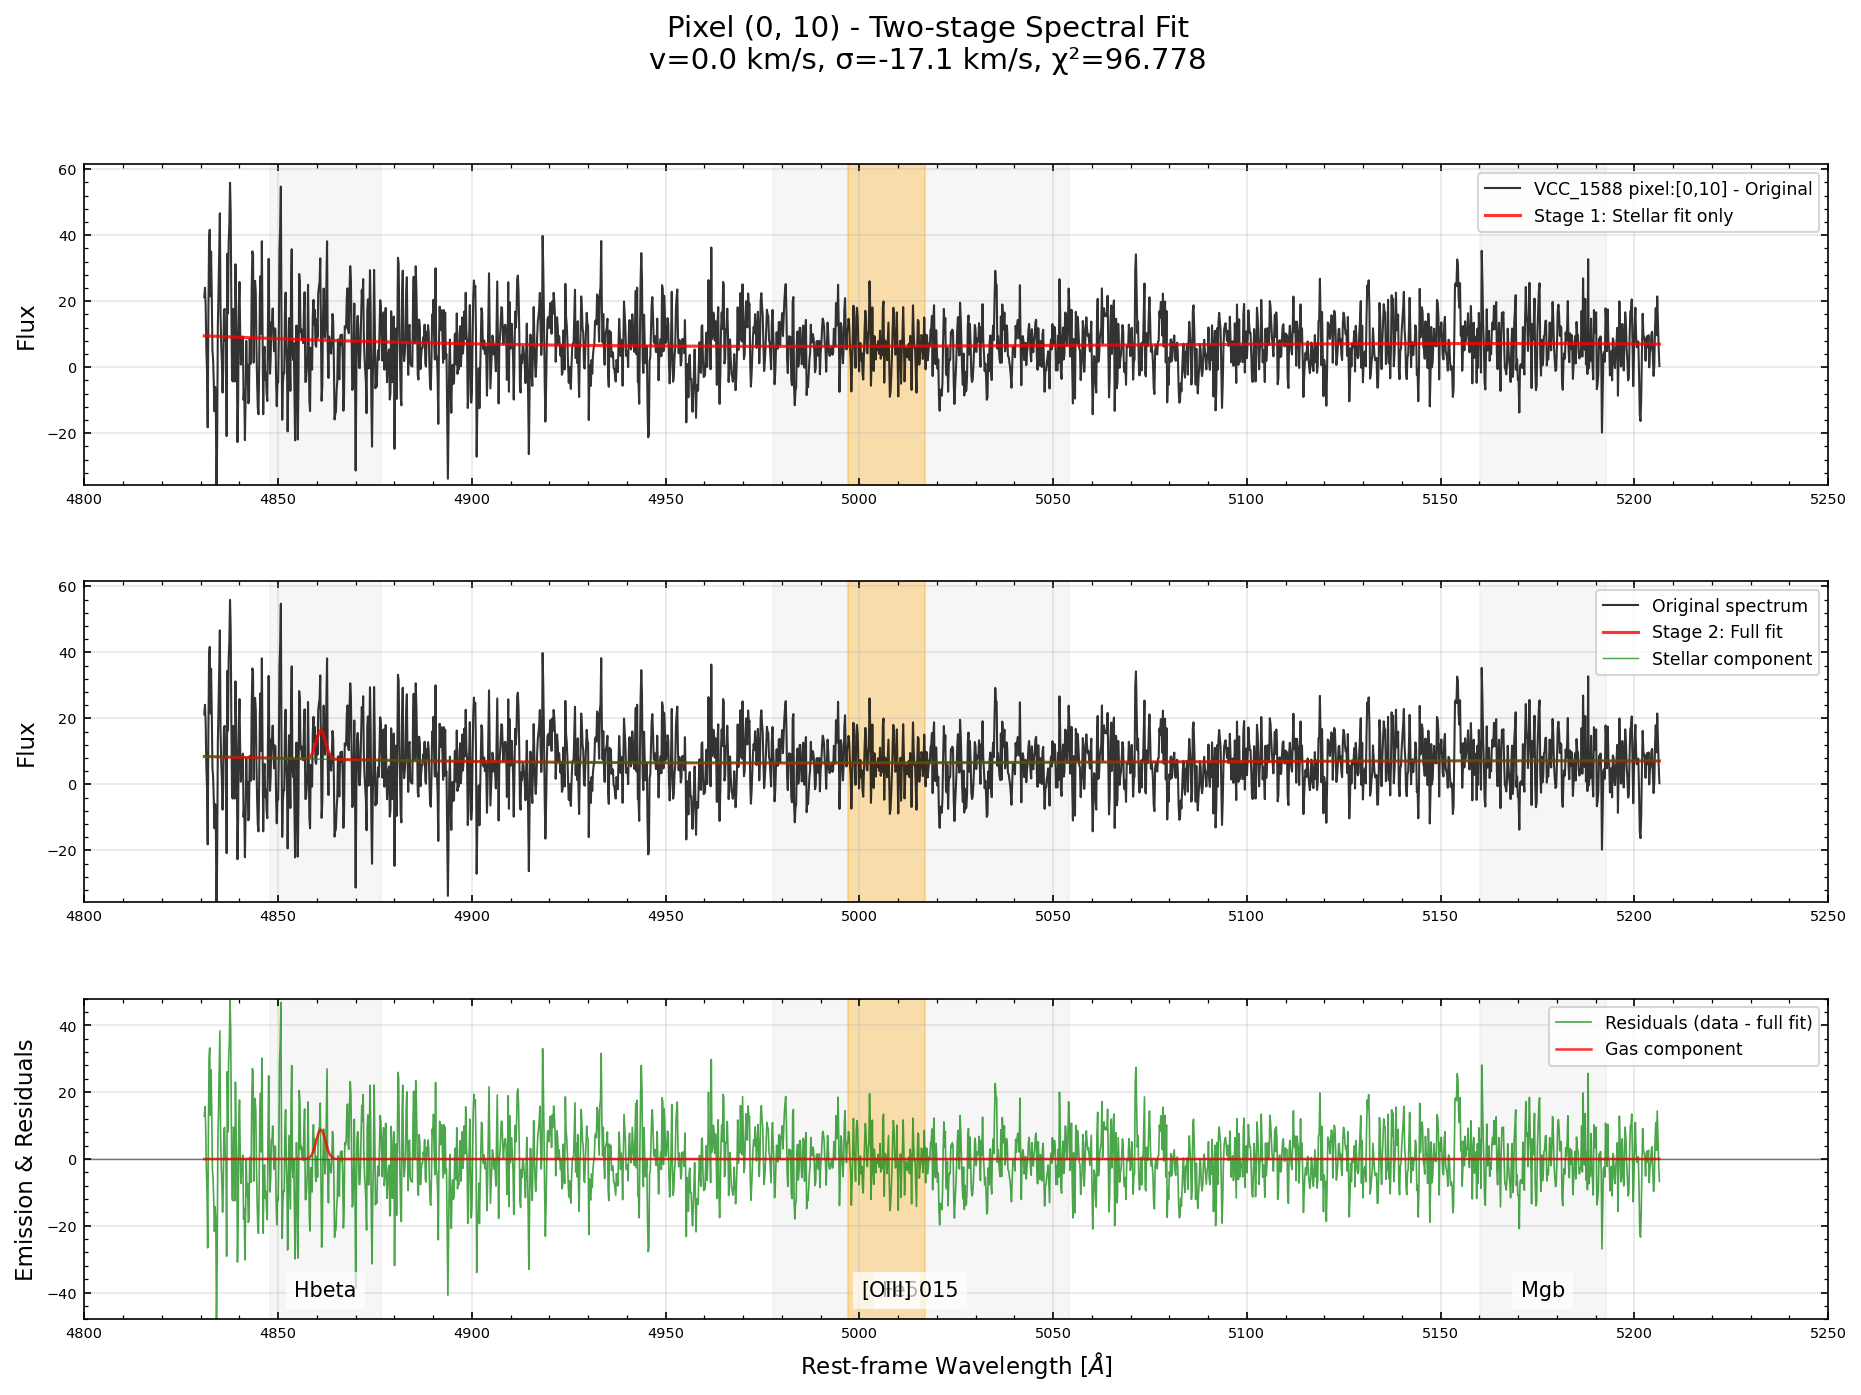 Pixel (0, 10) - Two-stage Spectral Fit
v=0.0 km/s, σ=-17.1 km/s, χ²=96.778
60
40
20
0
−20
Flux
VCC_1588 pixel:[0,10] - Original
Stage 1: Stellar fit only
4800 4850 4900 4950 5000 5050 5100 5150 5200 5250
60
40
20
0
−20
Flux
Original spectrum
Stage 2: Full fit
Stellar component
4800 4850 4900 4950 5000 5050 5100 5150 5200 5250
40
20
0
−20
−40
Emission & Residuals
Residuals (data - full fit)
Gas component
Hbeta [OIII] 5015 Mgb
4800 4850 4900 4950 5000 5050 5100 5150 5200 5250
Rest-frame Wavelength [Å]